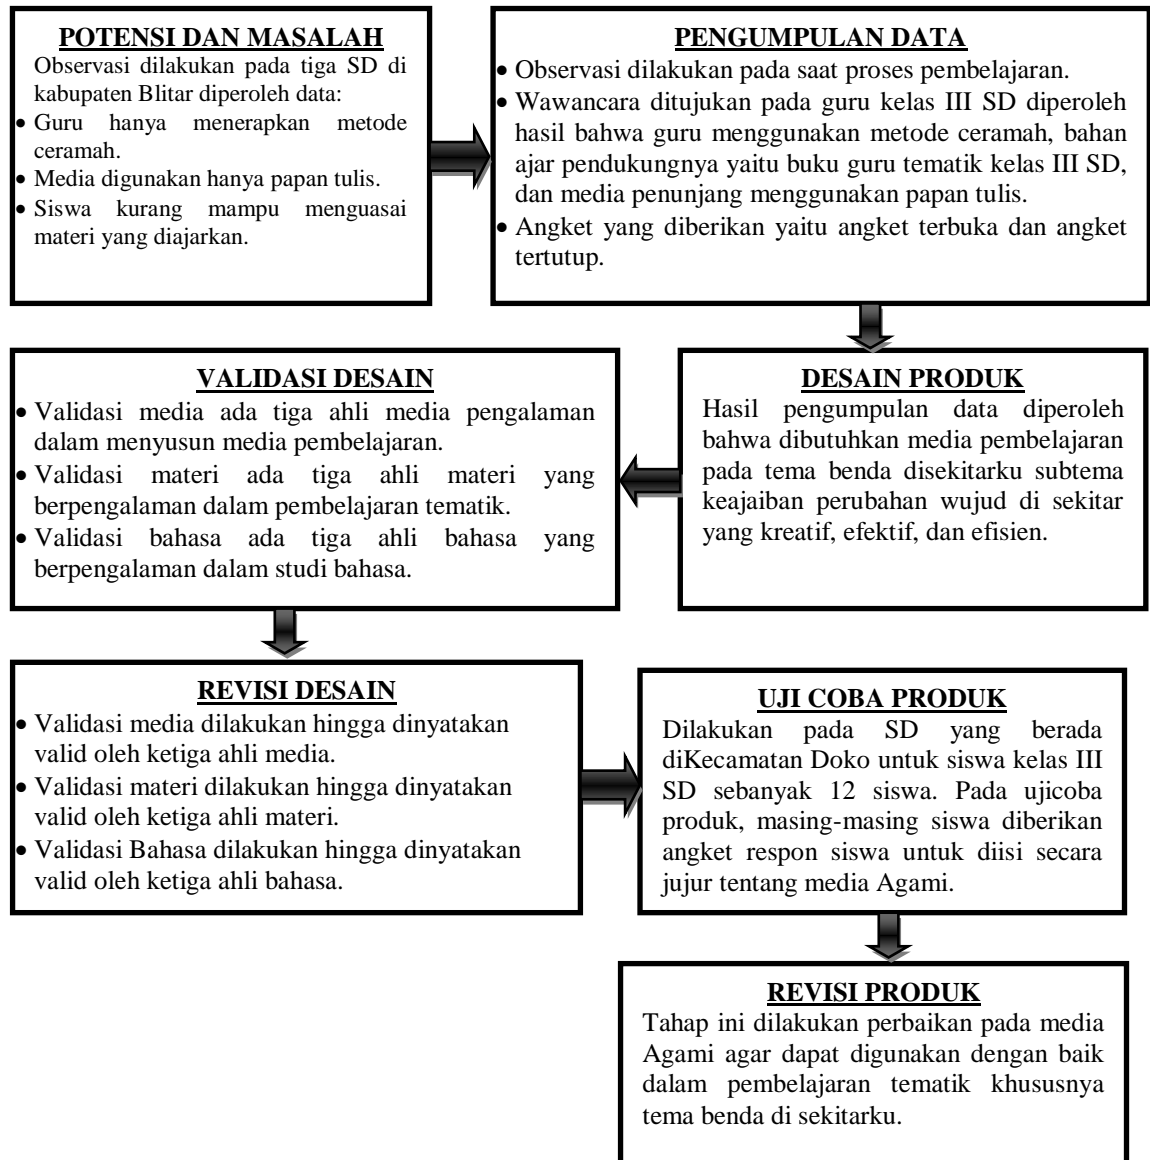 POTENSI DAN MASALAH
Observasi dilakukan pada tiga SD di
kabupaten Blitar diperoleh data:
• Guru hanya menerapkan metode
ceramah.
• Media digunakan hanya papan tulis.
• Siswa kurang mampu menguasai
materi yang diajarkan.
PENGUMPULAN DATA
• Observasi dilakukan pada saat proses pembelajaran.
• Wawancara ditujukan pada guru kelas III SD diperoleh
hasil bahwa guru menggunakan metode ceramah, bahan
ajar pendukungnya yaitu buku guru tematik kelas III SD,
dan media penunjang menggunakan papan tulis.
• Angket yang diberikan yaitu angket terbuka dan angket
tertutup.
DESAIN PRODUK
Hasil pengumpulan data diperoleh
bahwa dibutuhkan media pembelajaran
pada tema benda disekitarku subtema
keajaiban perubahan wujud di sekitar
yang kreatif, efektif, dan efisien.
VALIDASI DESAIN
• Validasi media ada tiga ahli media pengalaman
dalam menyusun media pembelajaran.
• Validasi materi ada tiga ahli materi yang
berpengalaman dalam pembelajaran tematik.
• Validasi bahasa ada tiga ahli bahasa yang
berpengalaman dalam studi bahasa.
REVISI DESAIN
• Validasi media dilakukan hingga dinyatakan
valid oleh ketiga ahli media.
• Validasi materi dilakukan hingga dinyatakan
valid oleh ketiga ahli materi.
• Validasi Bahasa dilakukan hingga dinyatakan
valid oleh ketiga ahli bahasa.
UJI COBA PRODUK
Dilakukan pada SD yang berada
diKecamatan Doko untuk siswa kelas III
SD sebanyak 12 siswa. Pada ujicoba
produk, masing-masing siswa diberikan
angket respon siswa untuk diisi secara
jujur tentang media Agami.
REVISI PRODUK
Tahap ini dilakukan perbaikan pada media
Agami agar dapat digunakan dengan baik
dalam pembelajaran tematik khususnya
tema benda di sekitarku.